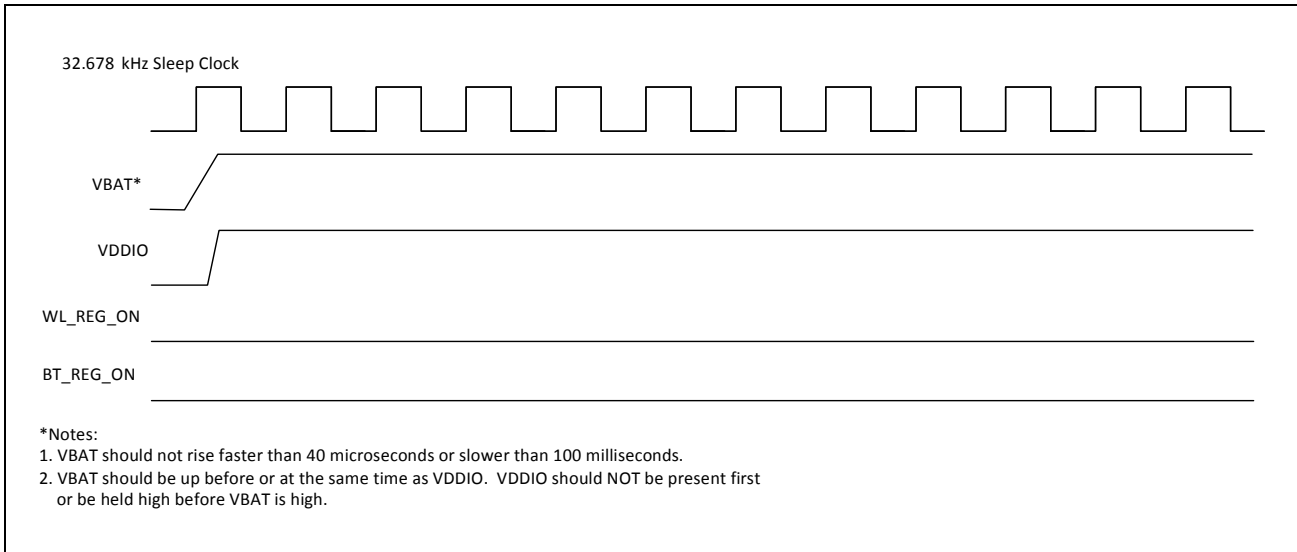 32.678 kHz Sleep Clock
VBAT*
VDDIO
WL_REG_ON
BT_REG_ON
*Notes:
1. VBAT should not rise faster than 40 microseconds or slower than 100 milliseconds.
2. VBAT should be up before or at the same time as VDDIO. VDDIO should NOT be present first
or be held high before VBAT is high.